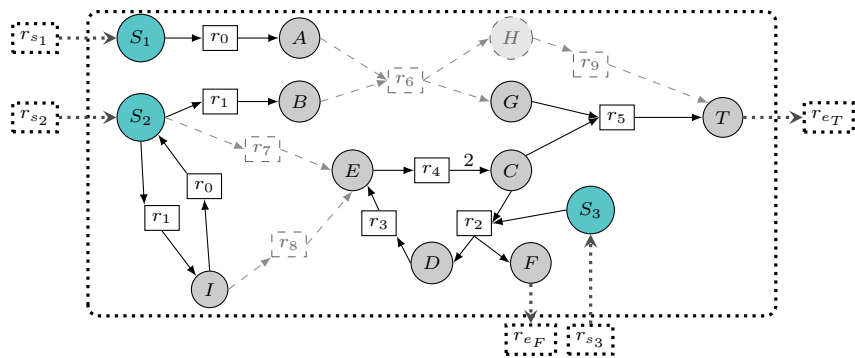 r_{s_1} S_1 r_0 A H r_9
r_{s_2} S_2 r_1 B r_6 G r_5 T r_{e_T}
r_7 E r_4 2 C
r_0 r_1 r_3 r_2 S_3
r_8 I D F
r_{e_F} r_{s_3}